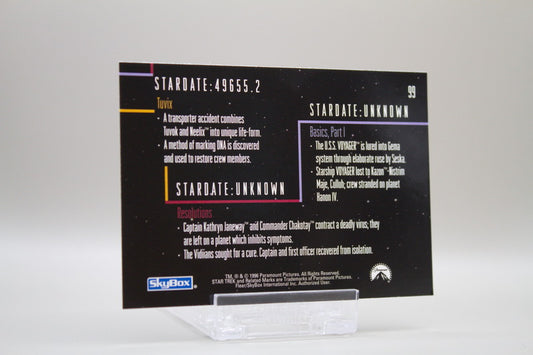 STARDATE:49655.2
Tuvix
• A transporter accident combines
Tuvok and Neelix™ into unique life-form.
• A method of marking DNA is discovered
and used to restore crew members.
99
STARDATE:UNKNOWN
Basics, Part I
• The U.S.S. VOYAGER™ is lured into Gema
system through elaborate ruse by Seska.
• Starship VOYAGER lost to Kazon™-Nistrim
Maje, Culluh; crew stranded on planet
Hanon IV.
STARDATE:UNKNOWN
Resolutions
• Captain Kathryn Janeway™ and Commander Chakotay™ contract a deadly virus; they
are left on a planet which inhibits symptoms.
• The Vidiians sought for a cure. Captain and first officer recovered from isolation.
SkyBox
TM, ® & © 1996 Paramount Pictures. All Rights Reserved.
STAR TREK and Related Marks are Trademarks of Paramount Pictures.
Fleer/SkyBox International Inc. Authorized User.